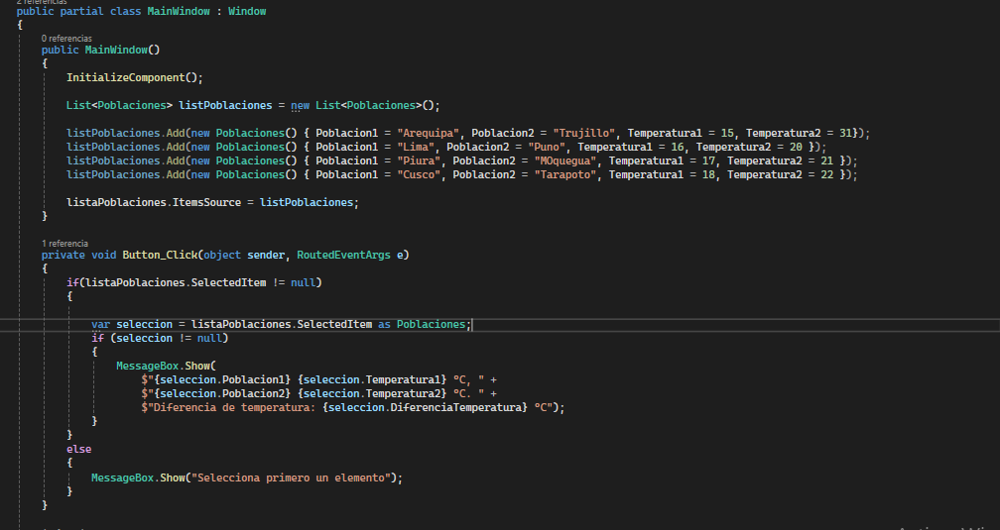 2 referencias
public partial class MainWindow : Window
{
0 referencias
public MainWindow()
{
InitializeComponent();
List<Poblaciones> listPoblaciones = new List<Poblaciones>();
listPoblaciones.Add(new Poblaciones() { Poblacion1 = "Arequipa", Poblacion2 = "Trujillo", Temperatura1 = 15, Temperatura2 = 31});
listPoblaciones.Add(new Poblaciones() { Poblacion1 = "Lima", Poblacion2 = "Puno", Temperatura1 = 16, Temperatura2 = 20 });
listPoblaciones.Add(new Poblaciones() { Poblacion1 = "Piura", Poblacion2 = "MOquegua", Temperatura1 = 17, Temperatura2 = 21 });
listPoblaciones.Add(new Poblaciones() { Poblacion1 = "Cusco", Poblacion2 = "Tarapoto", Temperatura1 = 18, Temperatura2 = 22 });
listaPoblaciones.ItemsSource = listPoblaciones;
}
1 referencia
private void Button_Click(object sender, RoutedEventArgs e)
{
if(listaPoblaciones.SelectedItem != null)
{
var seleccion = listaPoblaciones.SelectedItem as Poblaciones;
if (seleccion != null)
{
MessageBox.Show(
$"{seleccion.Poblacion1} {seleccion.Temperatura1} ºC, " +
$"{seleccion.Poblacion2} {seleccion.Temperatura2} ºC. " +
$"Diferencia de temperatura: {seleccion.DiferenciaTemperatura} ºC");
}
}
else
{
MessageBox.Show("Selecciona primero un elemento");
}
}